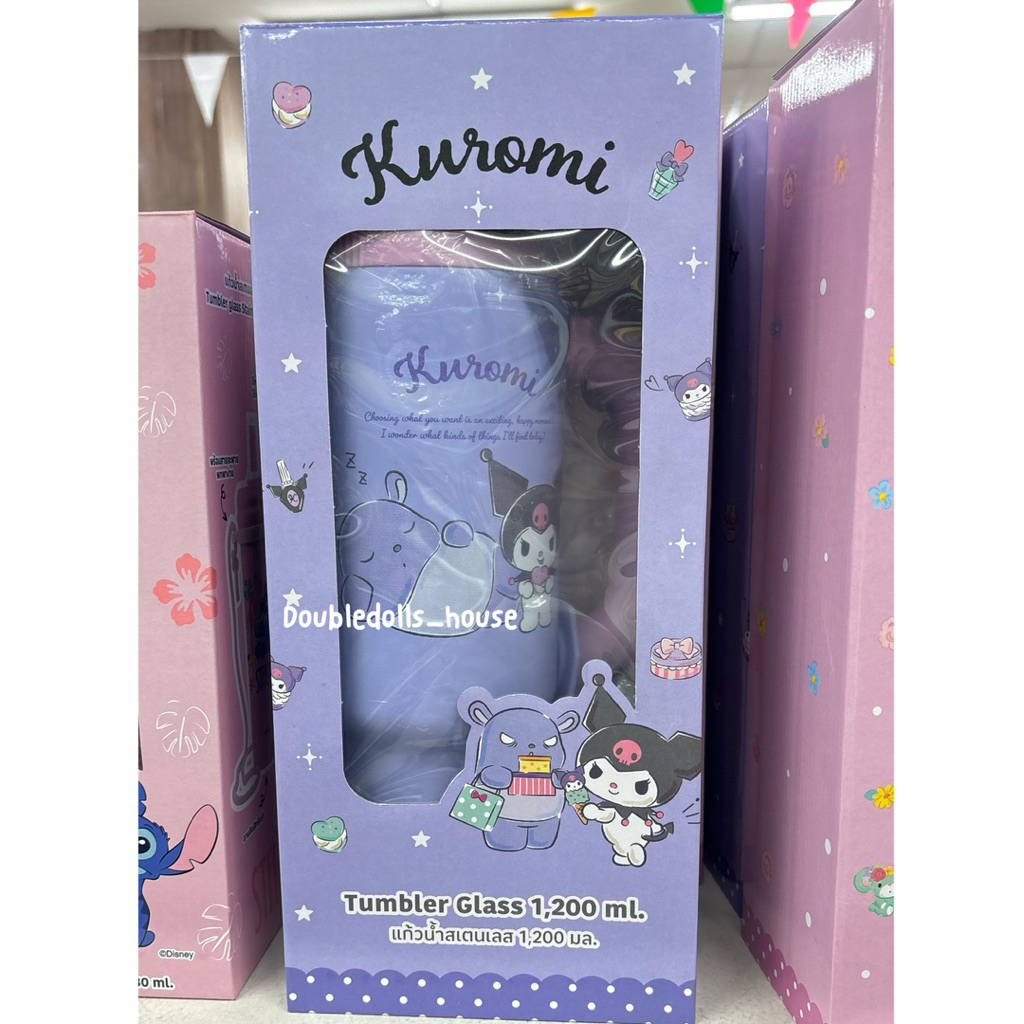 Kuromi
Kuromi
Choosing what you want is an exciting, happy
I wonder what kinds of things I'll find today!
Z
Z
Doubledolls_house
Tumbler Glass 1,200 ml.
แก้วน้ำสเตนเลส 1,200 มล.
Tumbler glass
©Disney
30 ml.